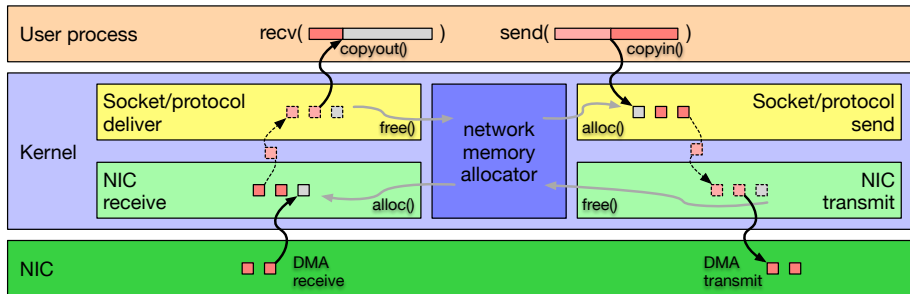 User process
recv(
)
copyout()
send(
)
copyin()
Kernel
Socket/protocol
deliver
free()
network
memory
allocator
alloc()
Socket/protocol
send
NIC
receive
alloc()
free()
NIC
transmit
NIC
DMA
receive
DMA
transmit